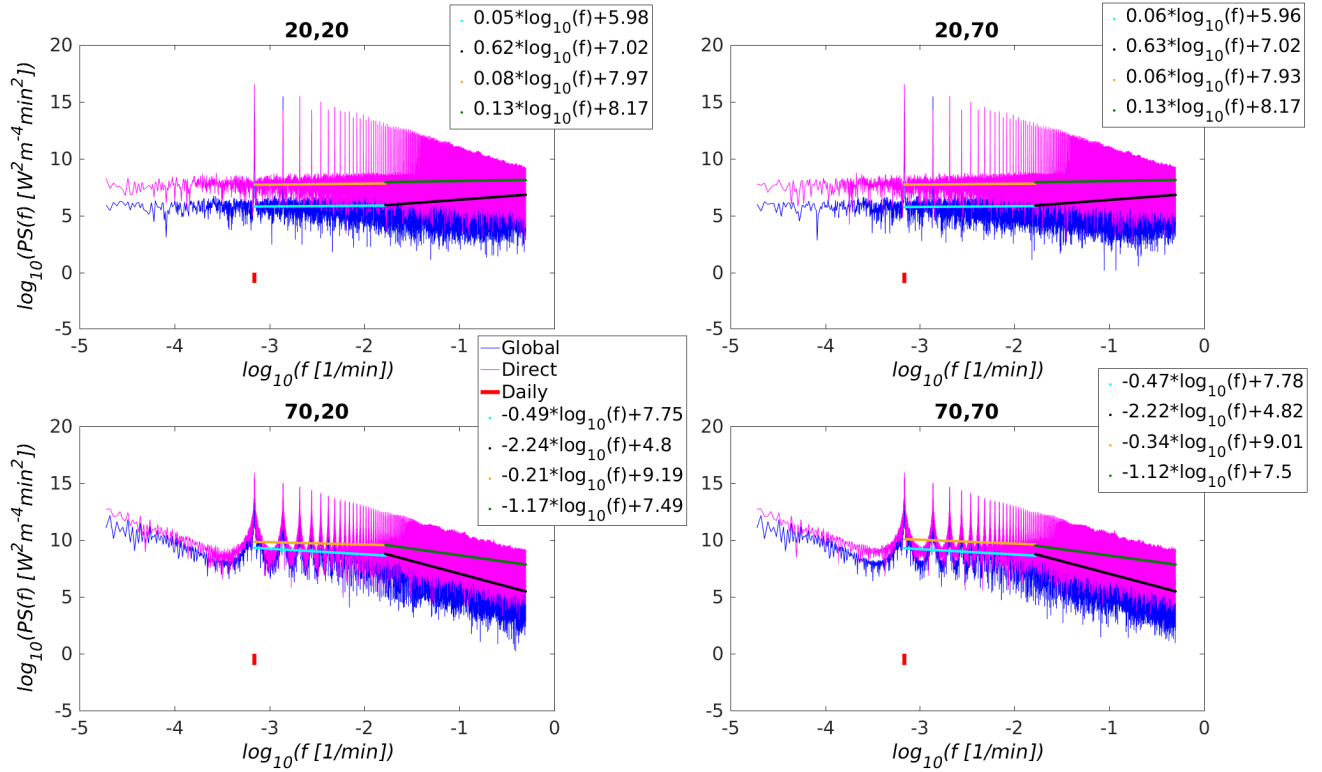 20,20
0.05*log10(f)+5.98
0.62*log10(f)+7.02
0.08*log10(f)+7.97
0.13*log10(f)+8.17
log10(PS(f) [W2m-4min2])
20
15
10
5
0
-5
-5
-4
-3
-2
-1
log10(f [1/min])
20,70
0.06*log10(f)+5.96
0.63*log10(f)+7.02
0.06*log10(f)+7.93
0.13*log10(f)+8.17
20
15
10
5
0
-5
-5
-4
-3
-2
-1
0
log10(f [1/min])
70,20
Global
Direct
Daily
-0.49*log10(f)+7.75
-2.24*log10(f)+4.8
-0.21*log10(f)+9.19
-1.17*log10(f)+7.49
log10(PS(f) [W2m-4min2])
20
15
10
5
0
-5
-5
-4
-3
-2
-1
0
log10(f [1/min])
70,70
-0.47*log10(f)+7.78
-2.22*log10(f)+4.82
-0.34*log10(f)+9.01
-1.12*log10(f)+7.5
20
15
10
5
0
-5
-5
-4
-3
-2
-1
0
log10(f [1/min])